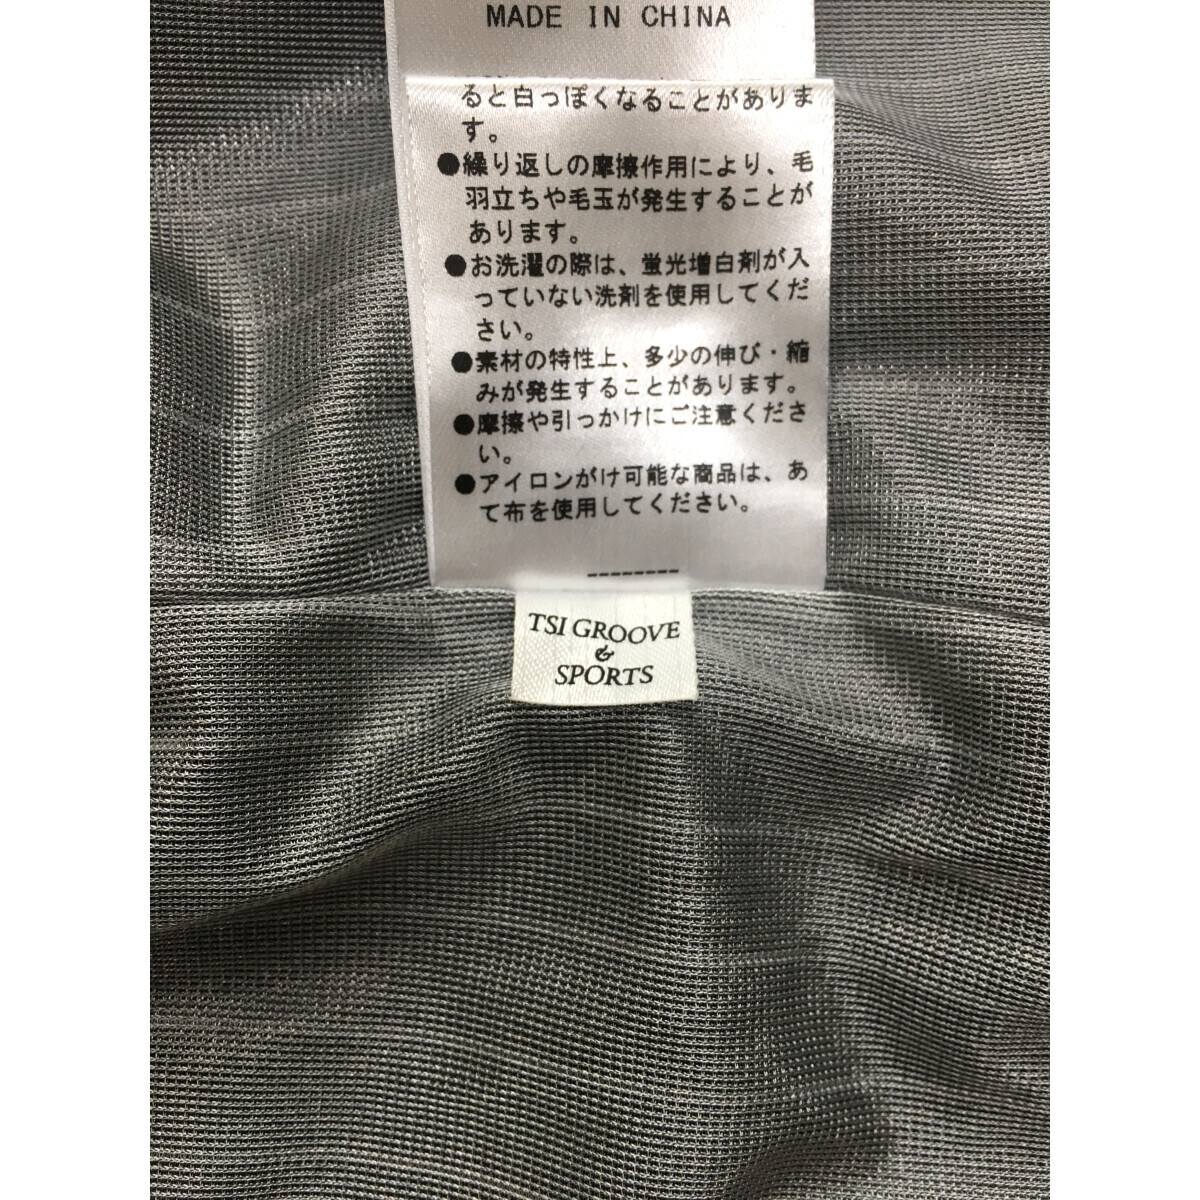 MADE IN CHINA
ると白っぽくなることがありま
す。
●繰り返しの摩擦作用により、毛
羽立ちや毛玉が発生することが
あります。
●お洗濯の際は、蛍光増白剤が入
っていない洗剤を使用してくだ
さい。
●素材の特性上、多少の伸び・縮
みが発生することがあります。
●摩擦や引っかけにご注意くださ
い。
●アイロンがけ可能な商品は、あ
て布を使用してください。
--------
TSI GROOVE
&
SPORTS